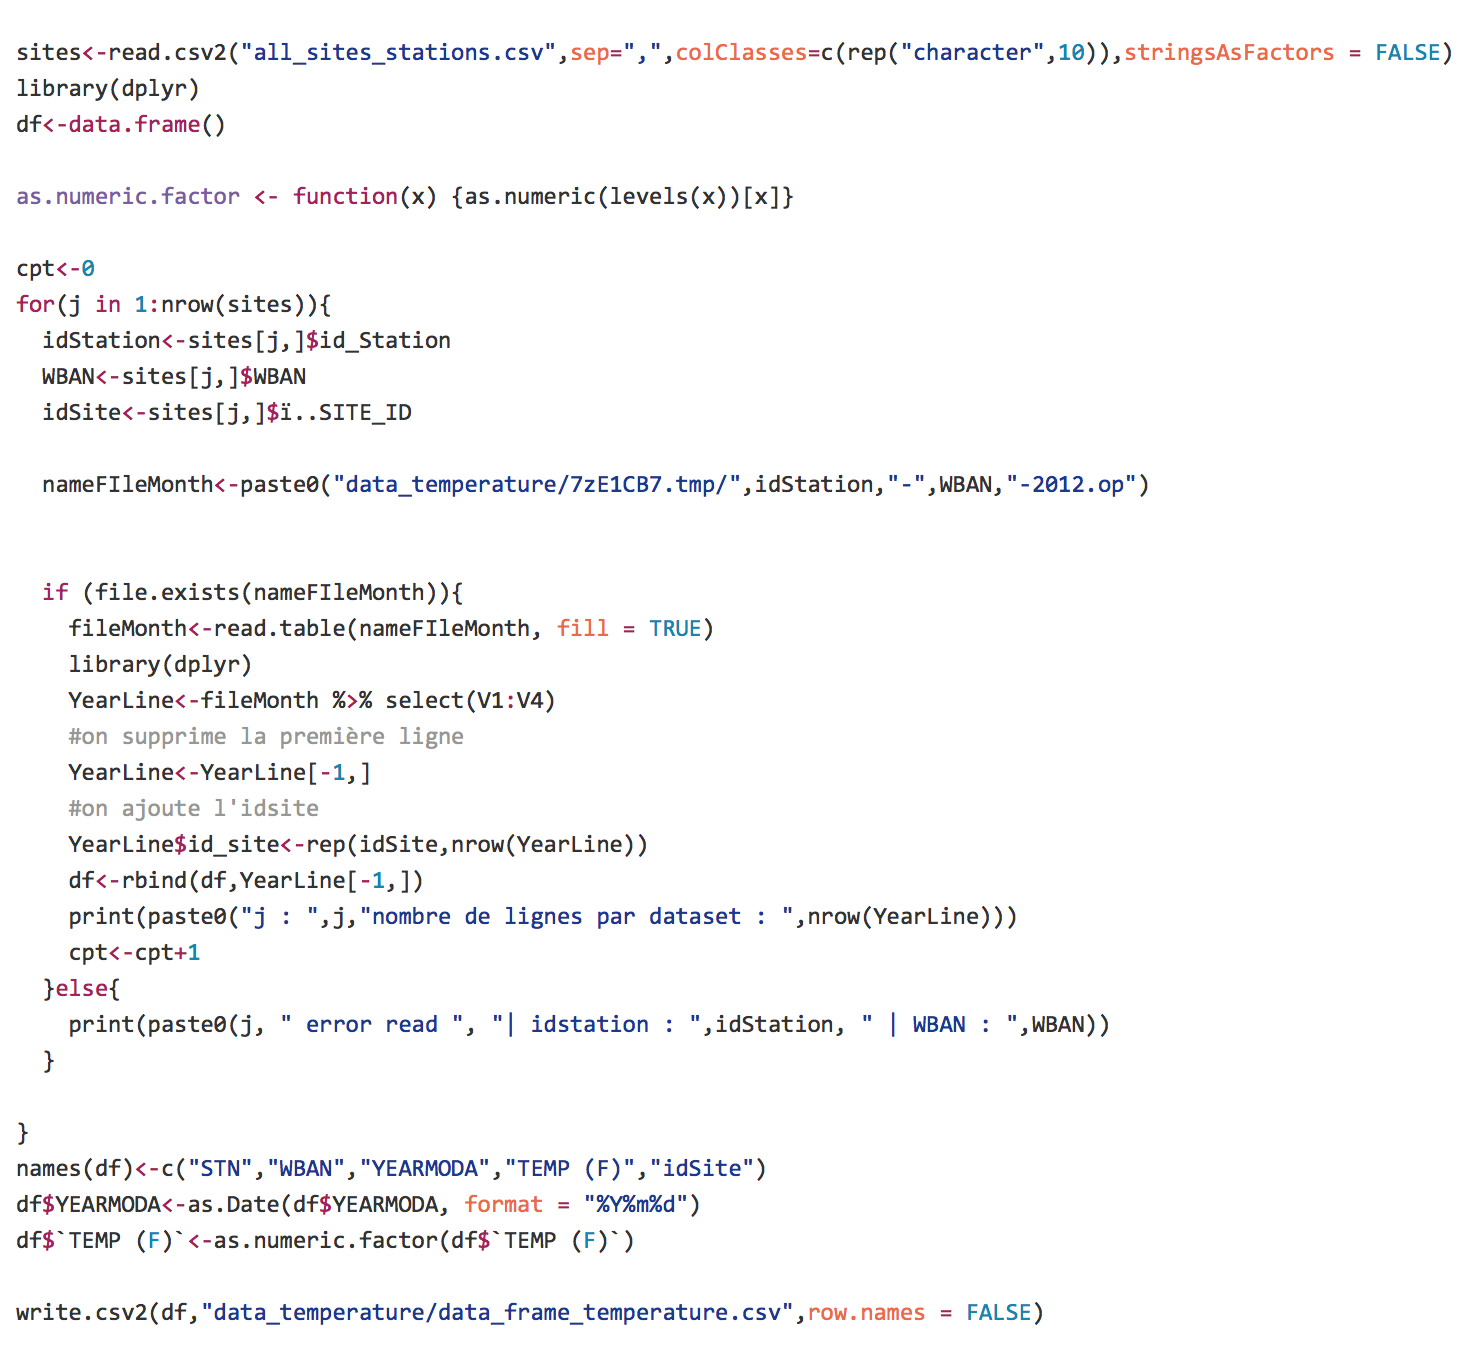 sites<-read.csv2("all_sites_stations.csv",sep=",",colClasses=c(rep("character",10)),stringsAsFactors = FALSE)
library(dplyr)
df<-data.frame()
as.numeric.factor <- function(x) {as.numeric(levels(x))[x]}
cpt<-0
for(j in 1:nrow(sites)){
  idStation<-sites[j,]$id_Station
  WBAN<-sites[j,]$WBAN
  idSite<-sites[j,]$ï..SITE_ID
  nameFIleMonth<-paste0("data_temperature/7zE1CB7.tmp/",idStation,"-",WBAN,"-2012.op")
  if (file.exists(nameFIleMonth)){
    fileMonth<-read.table(nameFIleMonth, fill = TRUE)
    library(dplyr)
    YearLine<-fileMonth %>% select(V1:V4)
    #on supprime la première ligne
    YearLine<-YearLine[-1,]
    #on ajoute l'idsite
    YearLine$id_site<-rep(idSite,nrow(YearLine))
    df<-rbind(df,YearLine[-1,])
    print(paste0("j : ",j,"nombre de lignes par dataset : ",nrow(YearLine)))
    cpt<-cpt+1
  }else{
    print(paste0(j, " error read ", "| idstation : ",idStation, " | WBAN : ",WBAN))
  }
}
names(df)<-c("STN","WBAN","YEARMODA","TEMP (F)","idSite")
df$YEARMODA<-as.Date(df$YEARMODA, format = "%Y%m%d")
df$`TEMP (F)`<-as.numeric.factor(df$`TEMP (F)`)
write.csv2(df,"data_temperature/data_frame_temperature.csv",row.names = FALSE)